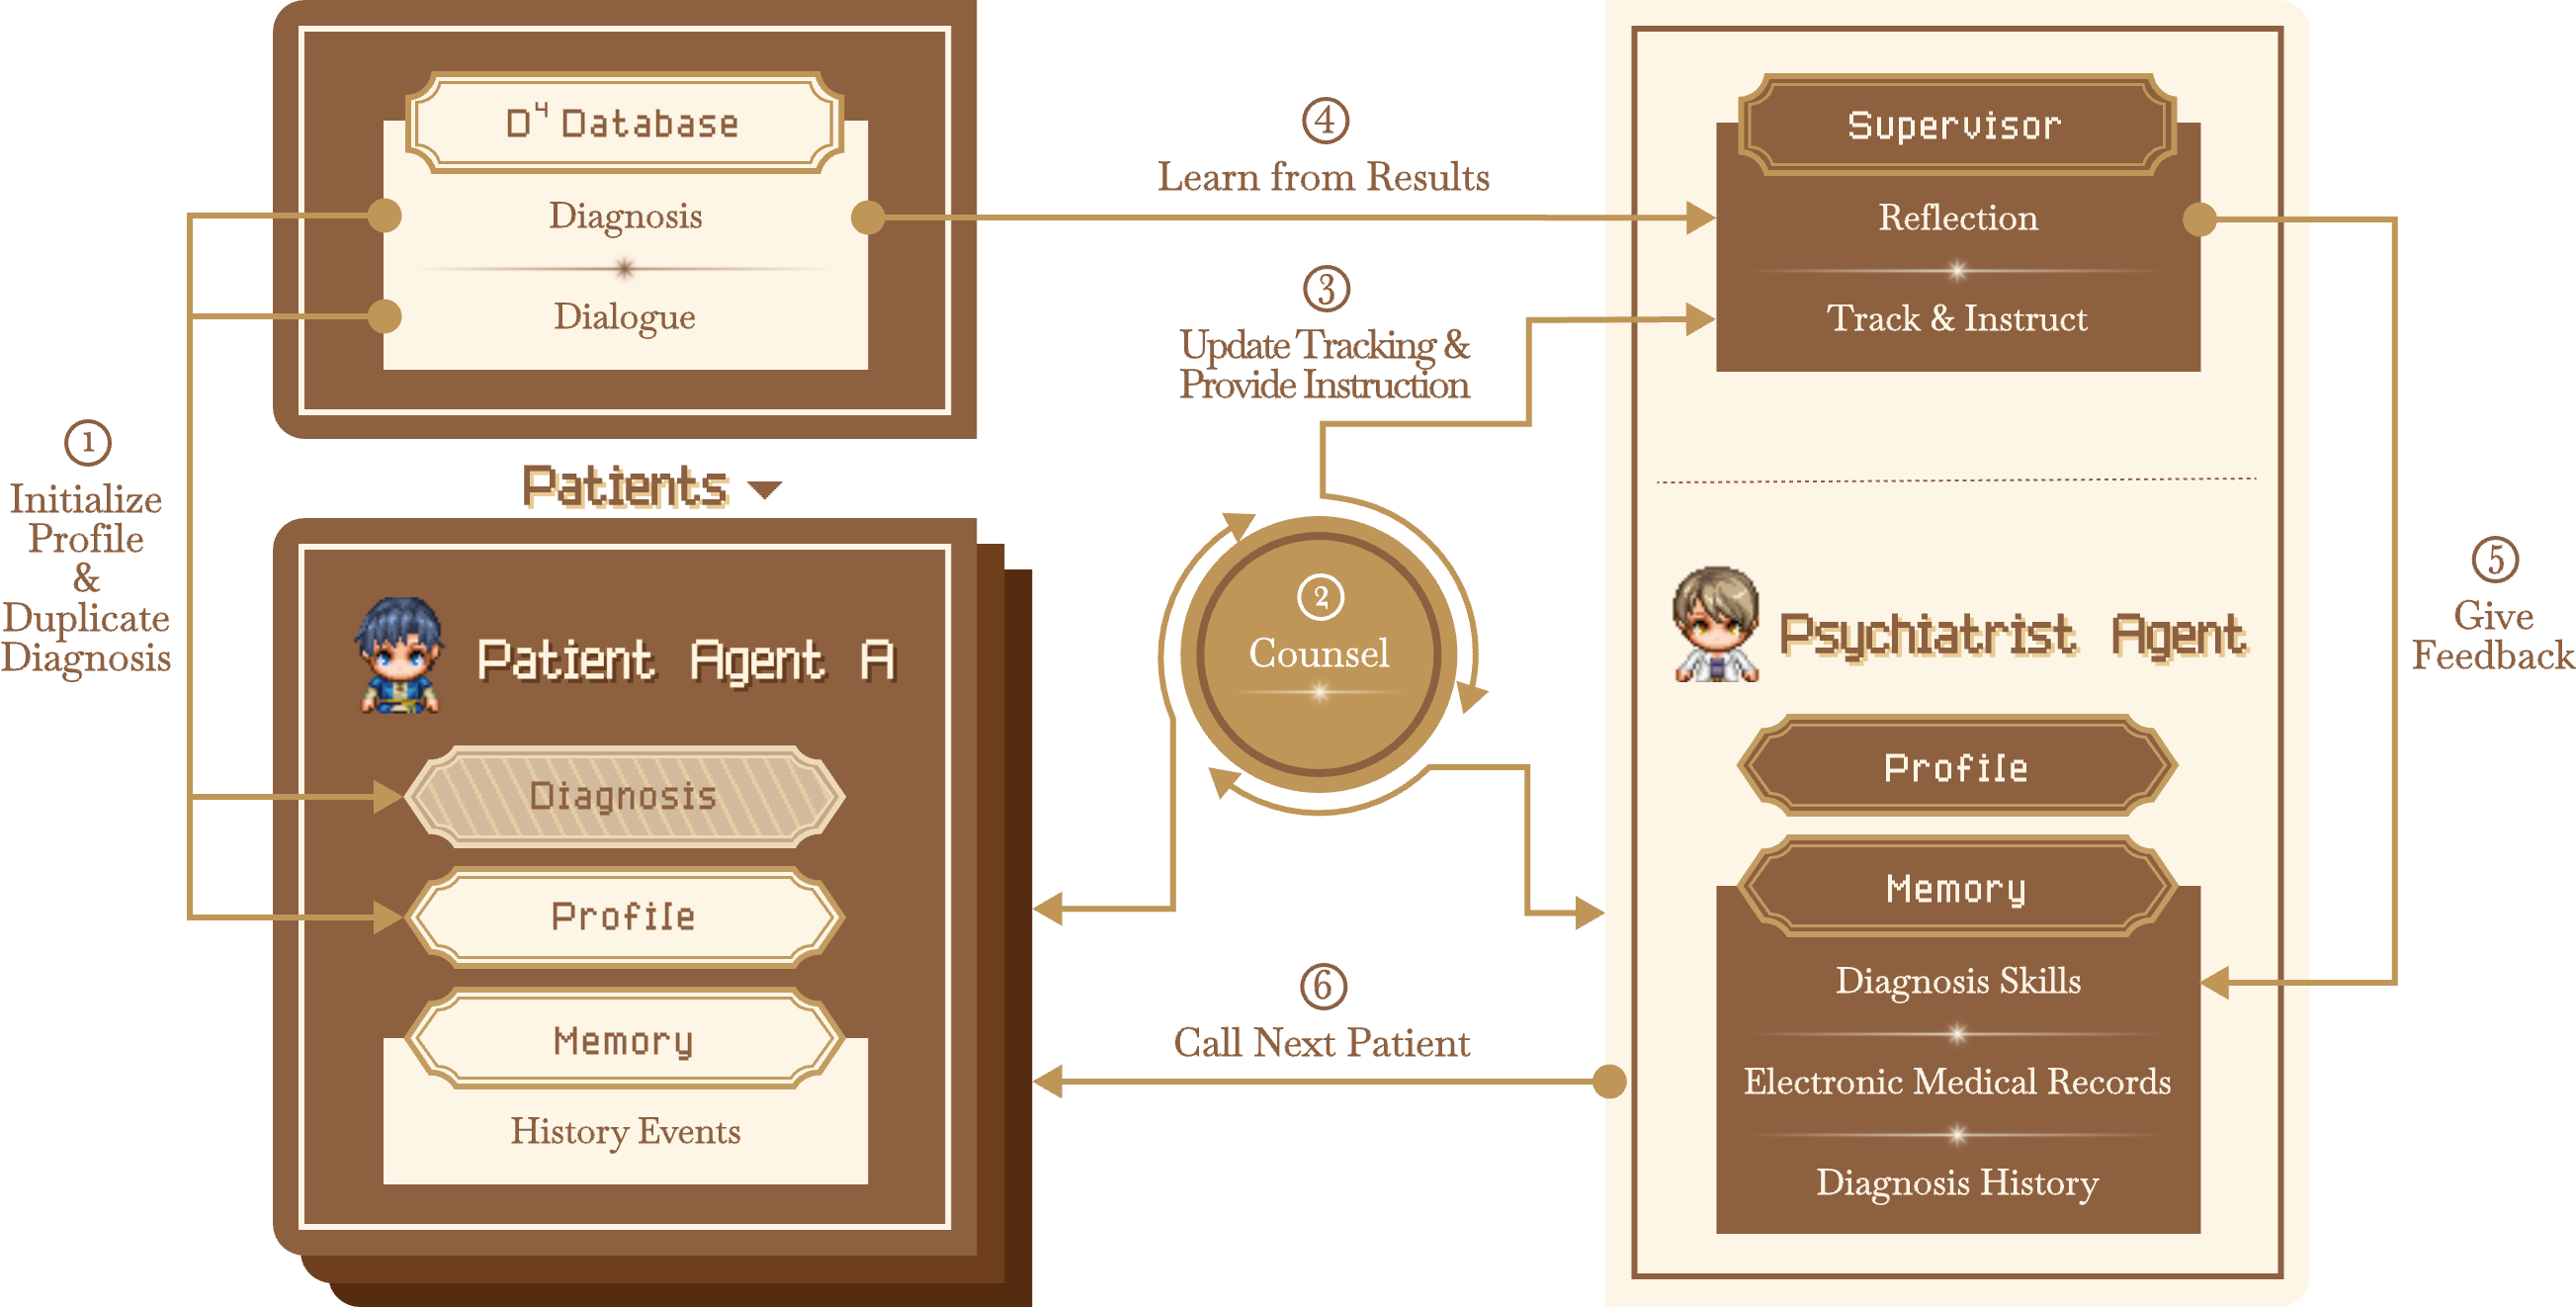 D⁴ Database
Diagnosis
Dialogue
①
Initialize
Profile
&
Duplicate
Diagnosis
Patients
Patient Agent A
Diagnosis
Profile
Memory
History Events
④
Learn from Results
③
Update Tracking &
Provide Instruction
②
Counsel
⑥
Call Next Patient
Supervisor
Reflection
Track & Instruct
Psychiatrist Agent
Profile
Memory
Diagnosis Skills
Electronic Medical Records
Diagnosis History
⑤
Give
Feedback